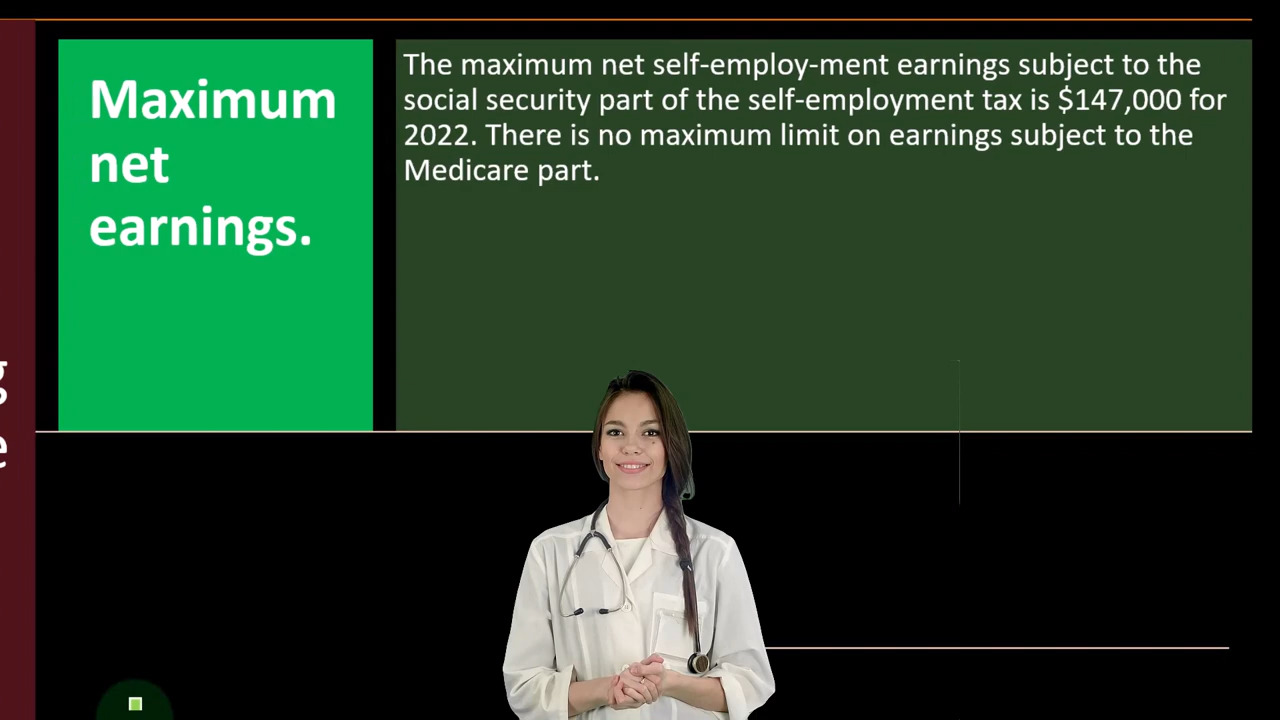 Maximum
net
earnings.
The maximum net self-employ-ment earnings subject to the
social security part of the self-employment tax is $147,000 for
2022. There is no maximum limit on earnings subject to the
Medicare part.
g
e